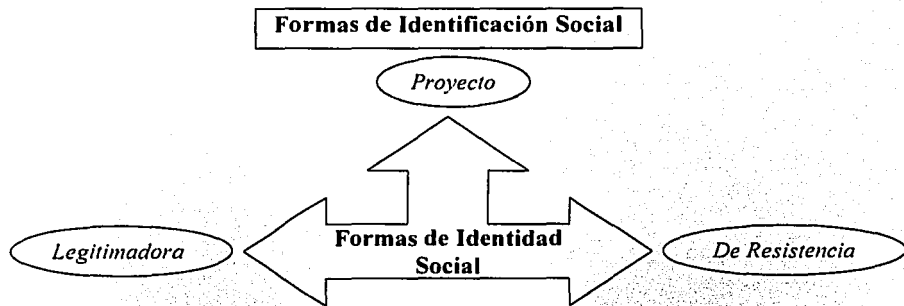 Formas de Identificación Social
Proyecto
Legitimadora
Formas de Identidad
Social
De Resistencia